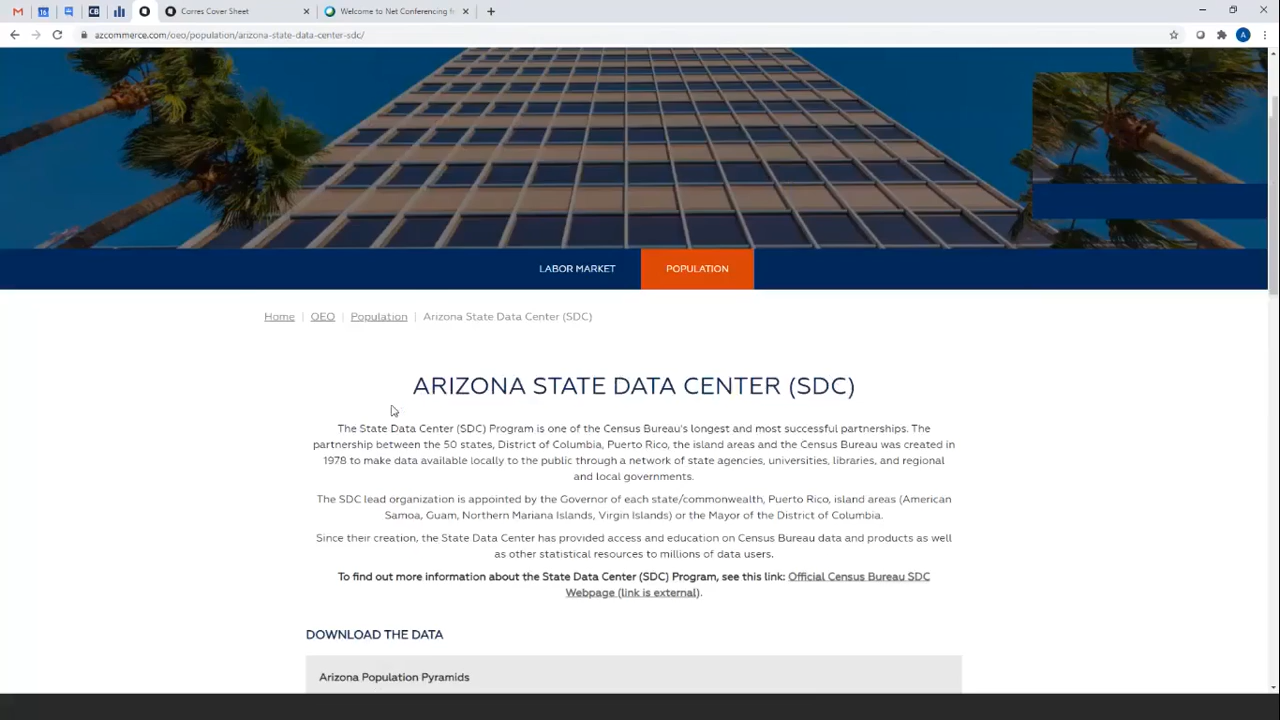 16
CB
Corres Cover Sheet
Welcome to Net Conferencing f
azcommerce.com/oeo/population/arizona-state-data-center-sdc/
A
LABOR MARKET
POPULATION
Home | OEO | Population | Arizona State Data Center (SDC)
ARIZONA STATE DATA CENTER (SDC)
The State Data Center (SDC) Program is one of the Census Bureau's longest and most successful partnerships. The
partnership between the 50 states, District of Columbia, Puerto Rico, the island areas and the Census Bureau was created in
1978 to make data available locally to the public through a network of state agencies, universities, libraries, and regional
and local governments.
The SDC lead organization is appointed by the Governor of each state/commonwealth, Puerto Rico, island areas (American
Samoa, Guam, Northern Mariana Islands, Virgin Islands) or the Mayor of the District of Columbia.
Since their creation, the State Data Center has provided access and education on Census Bureau data and products as well
as other statistical resources to millions of data users.
To find out more information about the State Data Center (SDC) Program, see this link: Official Census Bureau SDC
Webpage (link is external).
DOWNLOAD THE DATA
Arizona Population Pyramids